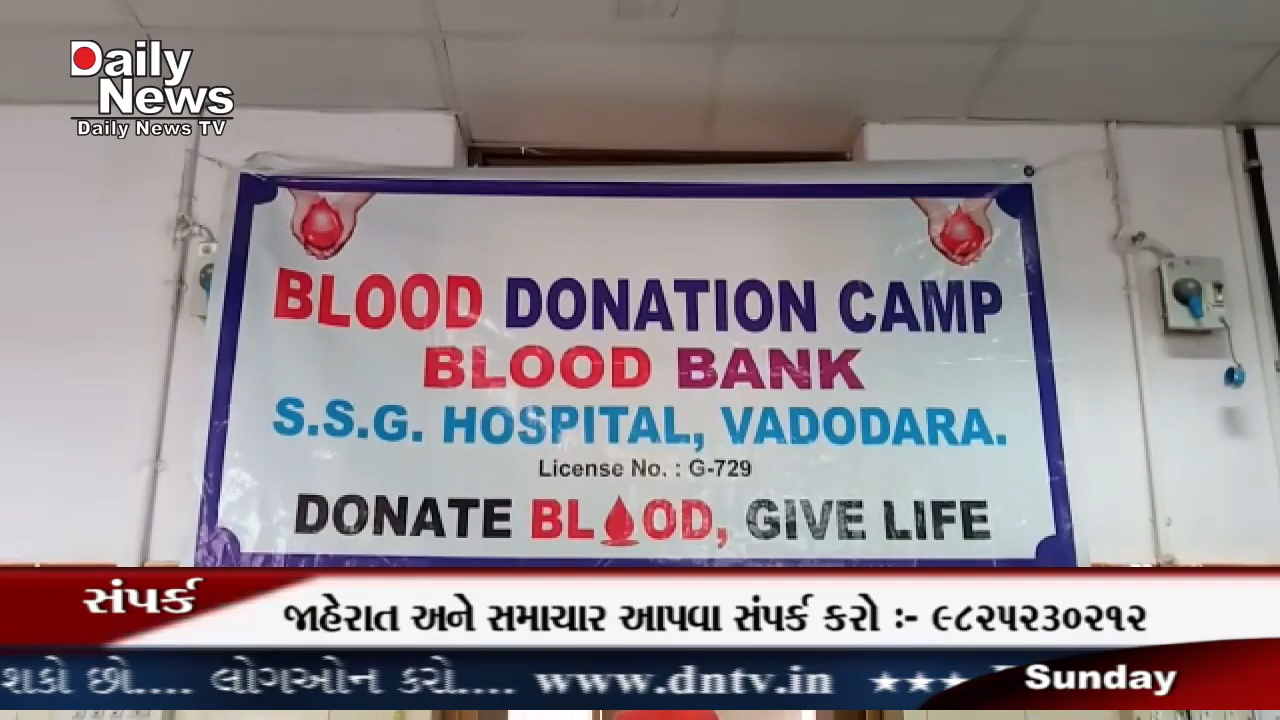 Daily
News
Daily News TV
BLOOD DONATION CAMP
BLOOD BANK
S.S.G. HOSPITAL, VADODARA.
License No. : G-729
DONATE BLOOD, GIVE LIFE
સંપર્ક
જાહેરાત અને સમાચાર આપવા સંપર્ક કરો :- ૯૮૨૫૨૩૦૨૧૨
શકો છો.... લોગઓન કરો.... www.dntv.in ★★★
Sunday